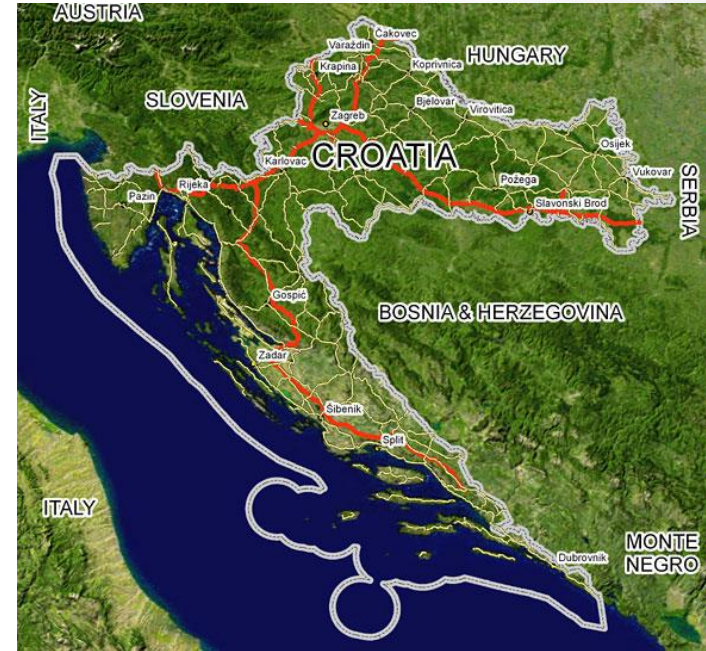 AUSTRIA
Čakovec
Varaždin
HUNGARY
Krapina
Koprivnica
SLOVENIA
Bjelovar
Virovitica
ITALY
Zagreb
Osijek
CROATIA
Karlovac
Vukovar
Požega
SERBIA
Rijeka
Pazin
Slavonski Brod
Gospić
BOSNIA & HERZEGOVINA
Zadar
Šibenik
Split
ITALY
MONTE
NEGRO
Dubrovnik